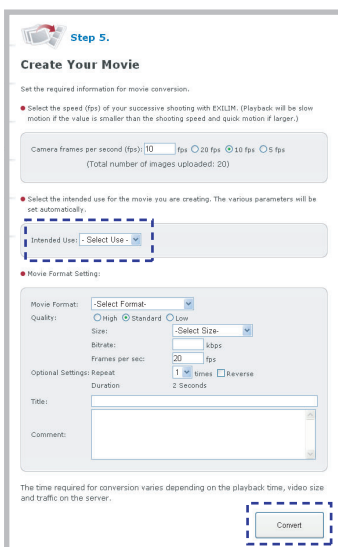 Step 5.
Create Your Movie
Set the required information for movie conversion.
Select the speed (fps) of your successive shooting with EXILIM. (Playback will be slow
motion if the value is smaller than the shooting speed and quick motion if larger.)
Camera frames per second (fps): 10 fps 20 fps 10 fps 5 fps
(Total number of images uploaded: 20)
Select the intended use for the movie you are creating. The various parameters will be
set automatically.
Intended Use: - Select Use -
Movie Format Setting:
Movie Format: -Select Format-
Quality: High Standard Low
Size: -Select Size-
Bitrate: kbps
Frames per sec: 20 fps
Optional Settings: Repeat 1 times Reverse
Duration 2 Seconds
Title:
Comment:
The time required for conversion varies depending on the playback time, video size
and traffic on the server.
Convert